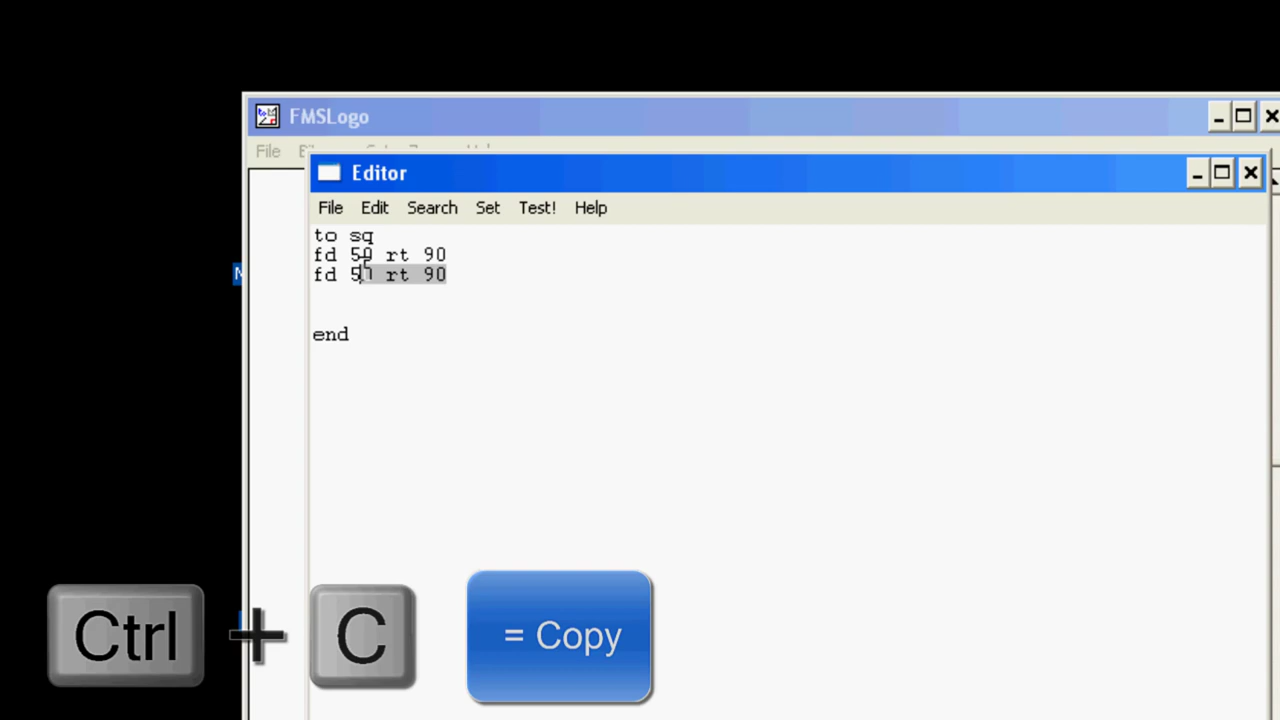 FMSLogo
File
Editor
File Edit Search Set Test! Help
to sq
fd 50 rt 90
fd 50 rt 90
end
Ctrl + C = Copy